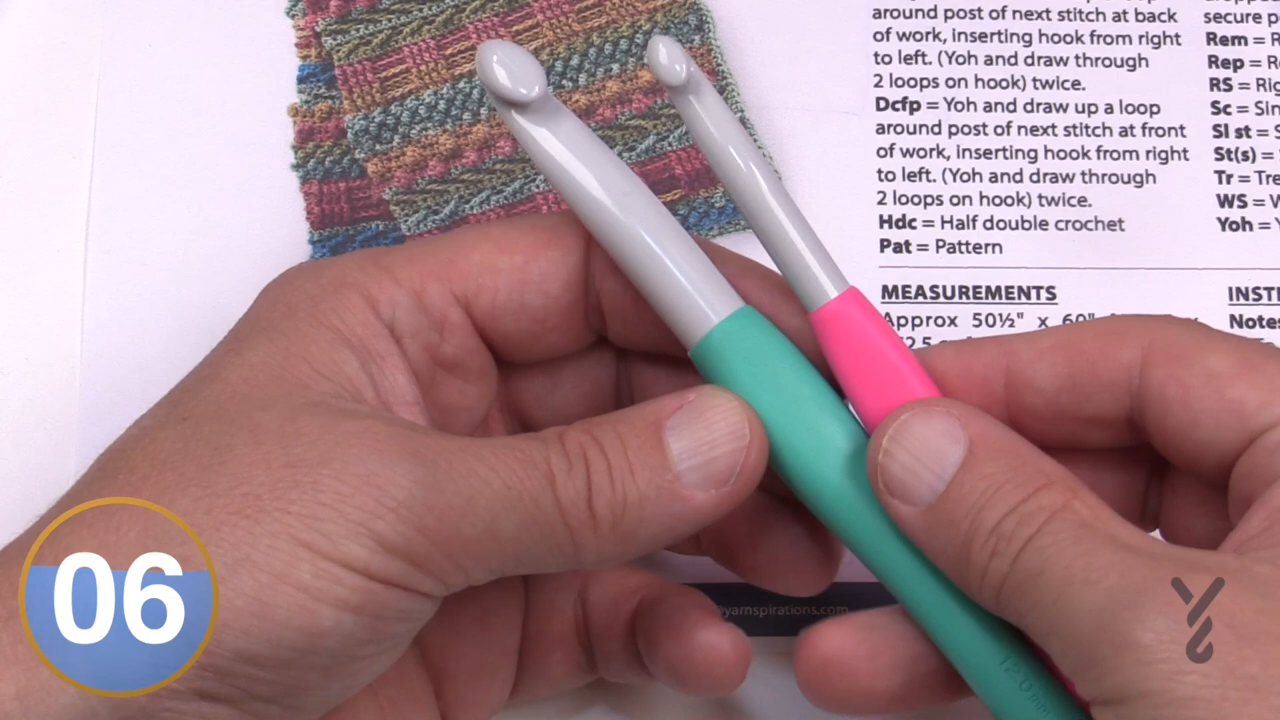 around post of next stitch at back
of work, inserting hook from right
to left. (Yoh and draw through
2 loops on hook) twice.
Dcfp = Yoh and draw up a loop
around post of next stitch at front
of work, inserting hook from right
to left. (Yoh and draw through
2 loops on hook) twice.
Hdc = Half double crochet
Pat = Pattern
MEASUREMENTS
Approx 50½" x 60"
secure
Rem =
Rep =
RS =
Sc =
Sl st =
St(s) =
Tr =
WS =
Yoh =
Notes
yarnspirations.com
06